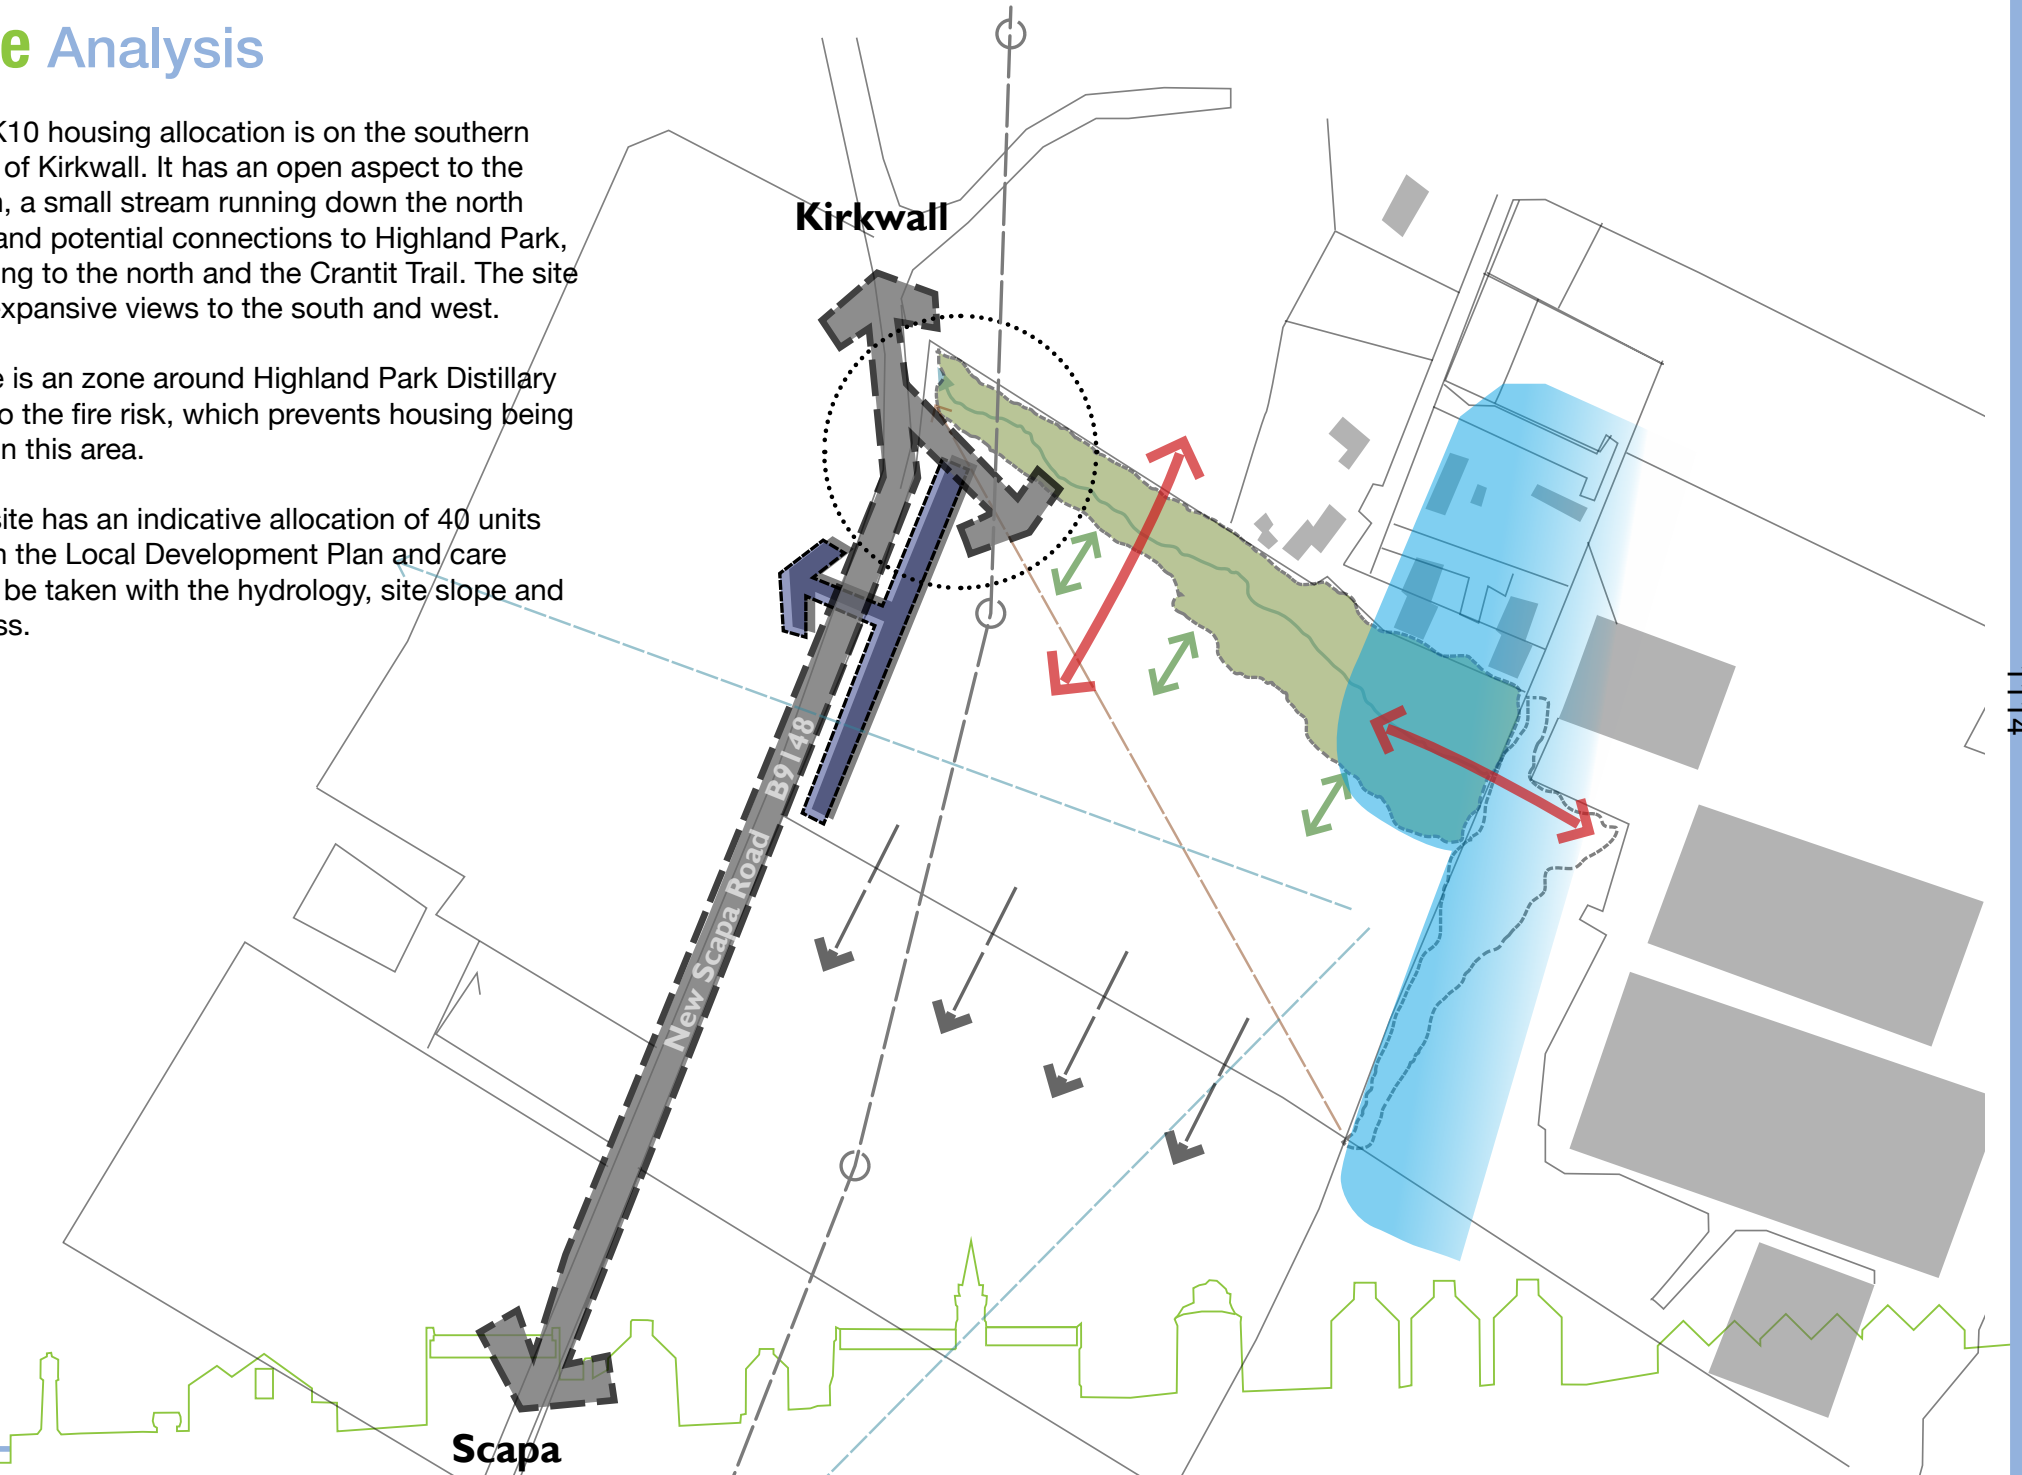 e Analysis
K10 housing allocation is on the southern
of Kirkwall. It has an open aspect to the
, a small stream running down the north
and potential connections to Highland Park,
ng to the north and the Crantit Trail. The site
expansive views to the south and west.
e is an zone around Highland Park Distillary
o the fire risk, which prevents housing being
n this area.
site has an indicative allocation of 40 units
n the Local Development Plan and care
be taken with the hydrology, site slope and
ss.
Kirkwall
New Scapa Road B9148
Scapa